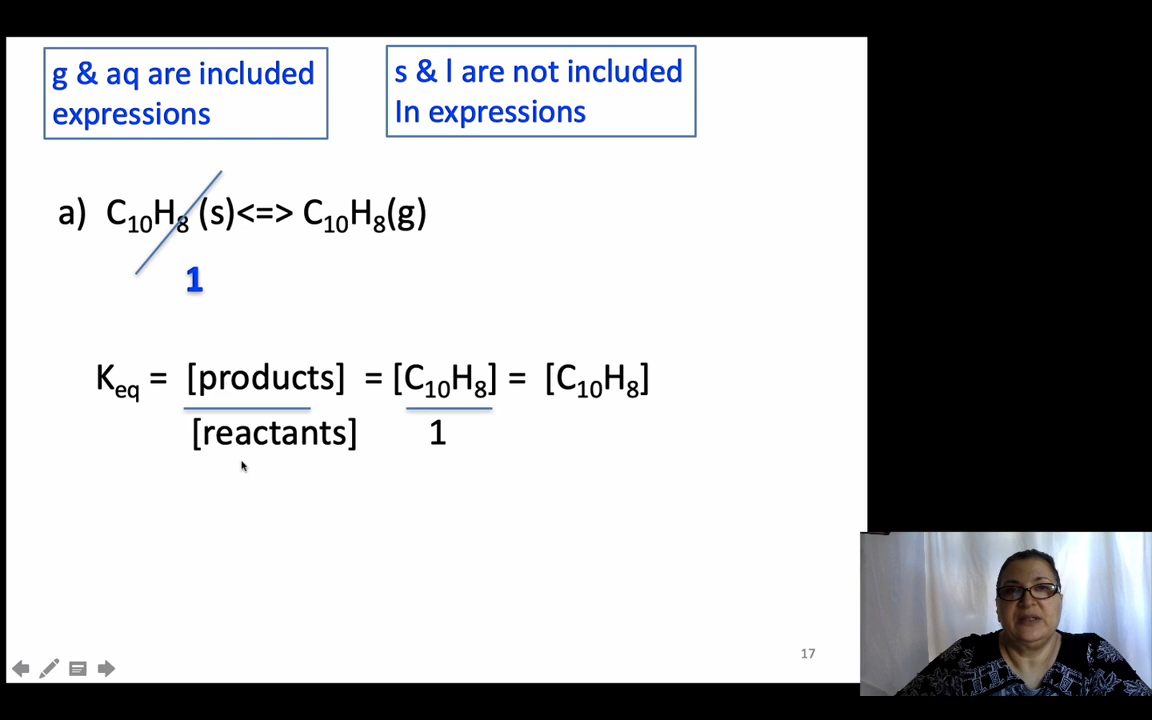 g & aq are included
expressions
s & l are not included
In expressions
a) C₁₀H₈ (s)<=> C₁₀H₈(g)
1
Keq = [products] = [C₁₀H₈] = [C₁₀H₈]
[reactants] 1
17